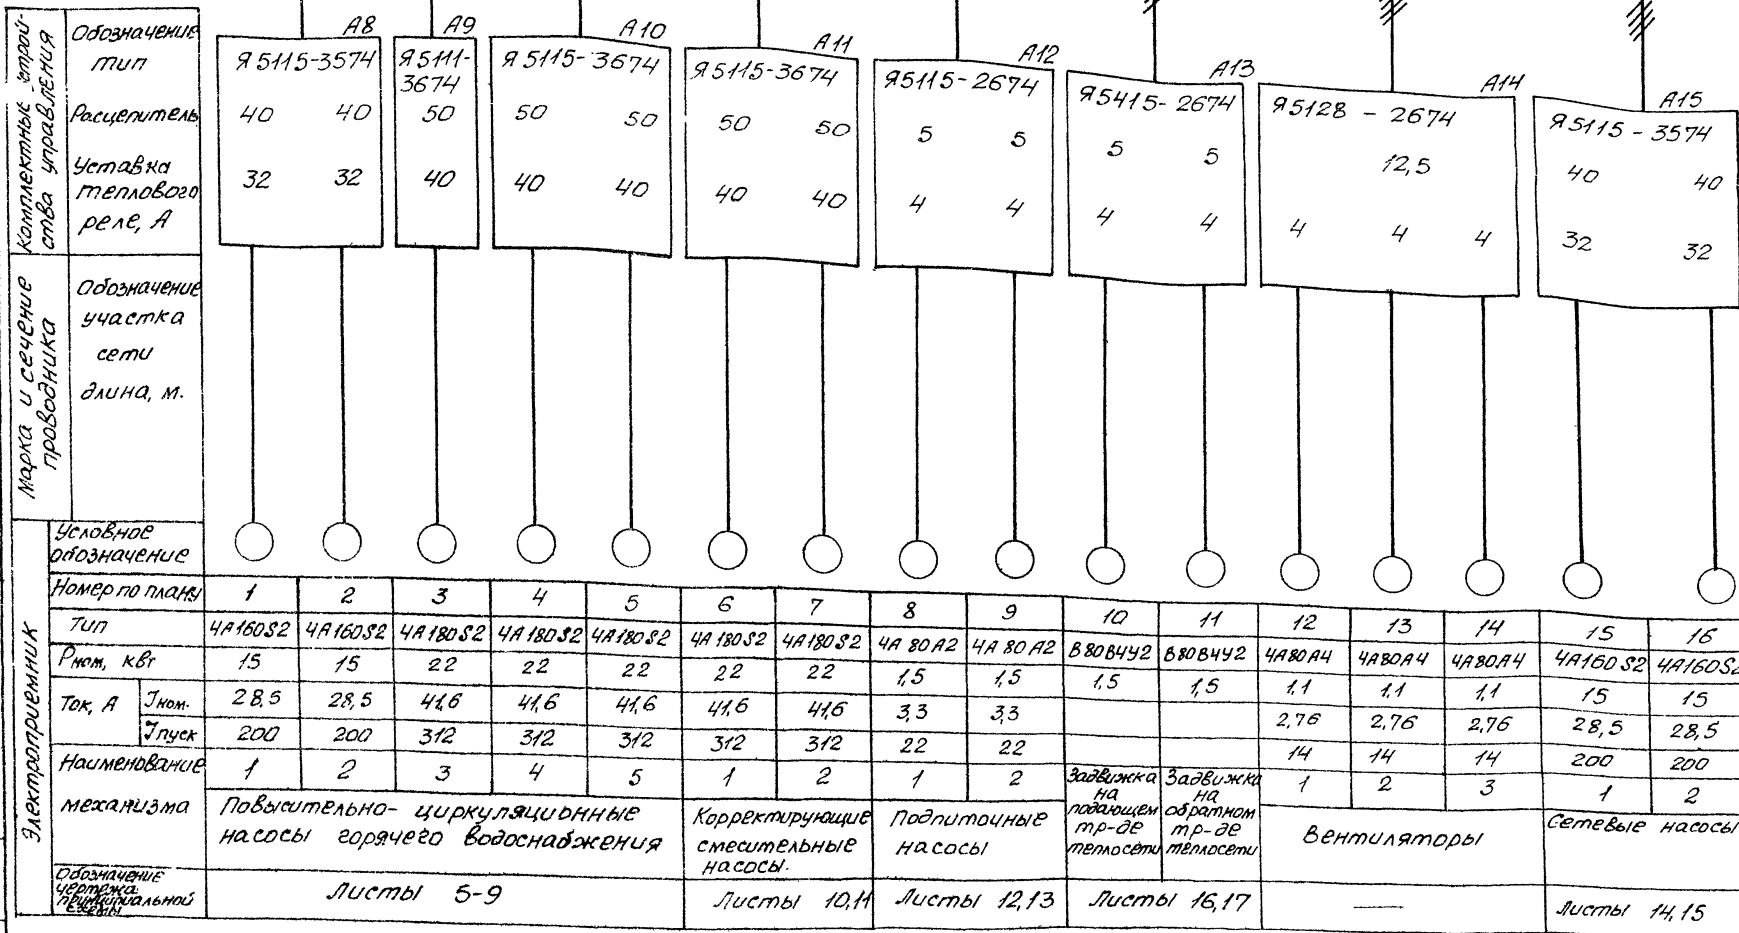 Комплектные устрой-
ства управления
Обозначение
тип
Расцепитель
Уставка
теплового
реле, А
А8
Я5115-3574
40 40
32 32
А9
Я5111-
3674
50
40
А10
Я5115-3674
50 50
40 40
А11
Я5115-3674
50 50
40 40
А12
Я5115-2674
5 5
4 4
А13
Я5415-2674
5 5
4 4
А14
Я5128 - 2674
12,5
4 4 4
А15
Я5115-3574
40 40
32 32
Марка и сечение
проводника
Обозначение
участка
сети
длина, м.
Электроприемник
Условное
обозначение
Номер по плану 1 2 3 4 5 6 7 8 9 10 11 12 13 14 15 16
Тип 4А160S2 4А160S2 4А180S2 4А180S2 4А180S2 4А180S2 4А180S2 4А80А2 4А80А2 В80В4У2 В80В4У2 4А80А4 4А80А4 4А80А4 4А160S2 4А160S2
Рном, кВт 15 15 22 22 22 22 22 1,5 1,5 1,5 1,5 1,1 1,1 1,1 15 15
Ток, А
Iном. 28,5 28,5 41,6 41,6 41,6 41,6 41,6 3,3 3,3 2,76 2,76 2,76 28,5 28,5
Iпуск 200 200 312 312 312 312 312 22 22 14 14 14 200 200
Наименование
механизма
1 2 3 4 5 1 2 1 2 1 2 3 1 2
Повысительно-циркуляционные
насосы горячего водоснабжения
Корректирующие
смесительные
насосы.
Подпиточные
насосы
Задвижка
на
подающем
тр-де
теплосети
Задвижка
на
обратном
тр-де
теплосети
Вентиляторы
Сетевые насосы
Обозначение
чертежа
принципиальной
схемы
Листы 5-9
Листы 10,11
Листы 12,13
Листы 16,17
—
Листы 14,15